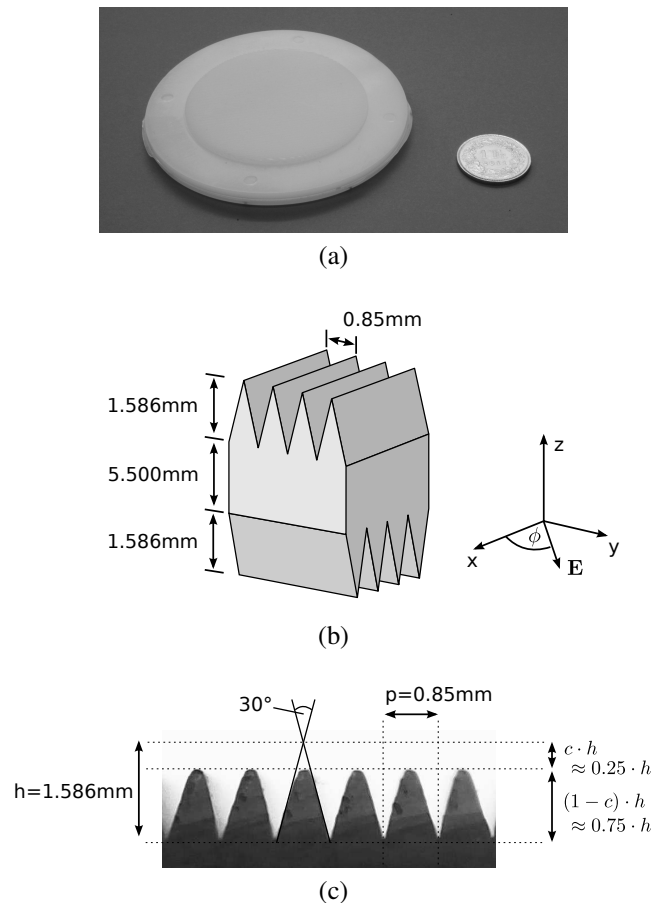 (a)
0.85mm
1.586mm
5.500mm
1.586mm
z
x
ϕ
y
E
(b)
30°
p=0.85mm
h=1.586mm
c · h
≈ 0.25 · h
(1 − c) · h
≈ 0.75 · h
(c)